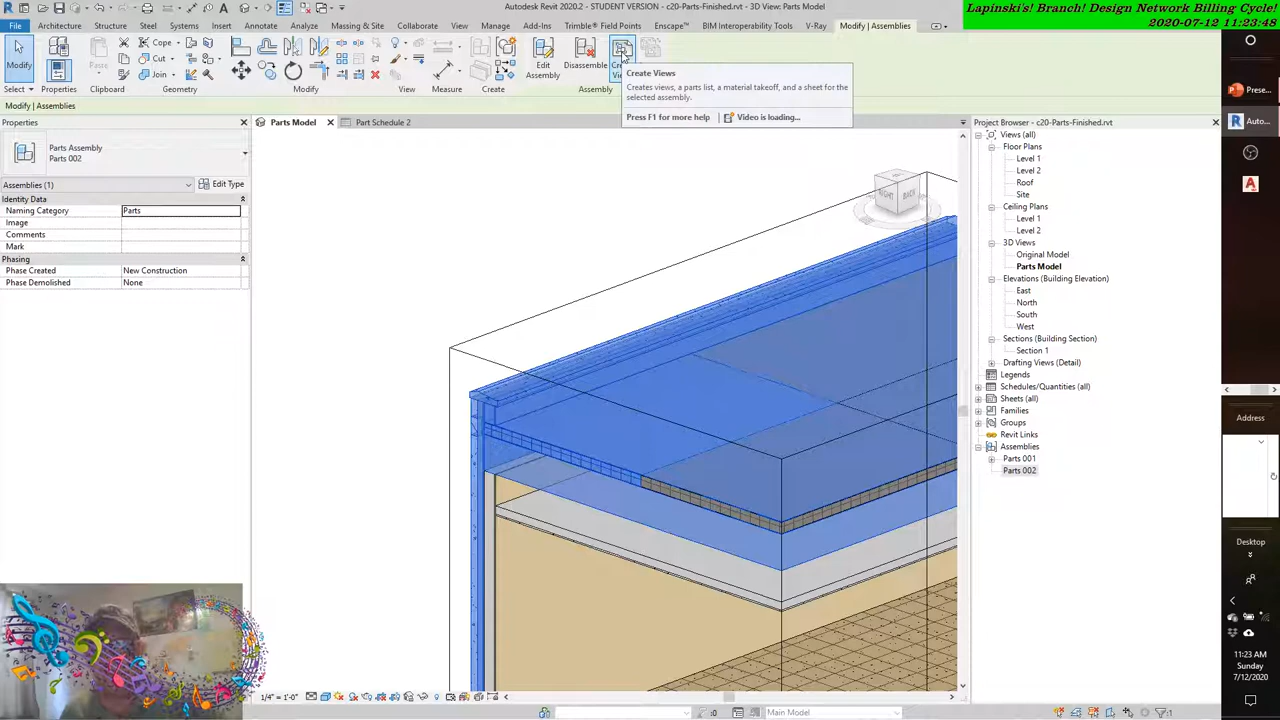 Autodesk Revit 2020.2 - STUDENT VERSION - c20-Parts-Finished.rvt - 3D View: Parts Model
Lapinski's! Branch! Design Network Billing Cycle!
2020-07-12 11:23:48
File Architecture Structure Steel Systems Insert Annotate Analyze Massing & Site Collaborate View Manage Add-Ins Trimble® Field Points Enscape™ BIM Interoperability Tools V-Ray Modify | Assemblies
Modify
Paste
Cope
Cut
Join
Edit Assembly
Disassemble
Select Properties Clipboard Geometry Modify View Measure Create Assembly
Create Views
Creates views, a parts list, a material takeoff, and a sheet for the
selected assembly.
Press F1 for more help Video is loading...
Modify | Assemblies
Properties
Parts Assembly
Parts 002
Assemblies (1)
Edit Type
Identity Data
Naming Category Parts
Image
Comments
Mark
Phasing
Phase Created New Construction
Phase Demolished None
Parts Model
Part Schedule 2
RIGHT
BACK
1/4" = 1'-0"
:0
Main Model
:1
Project Browser - c20-Parts-Finished.rvt
Views (all)
Floor Plans
Level 1
Level 2
Roof
Site
Ceiling Plans
Level 1
Level 2
3D Views
Original Model
Parts Model
Elevations (Building Elevation)
East
North
South
West
Sections (Building Section)
Section 1
Drafting Views (Detail)
Legends
Schedules/Quantities (all)
Sheets (all)
Families
Groups
Revit Links
Assemblies
Parts 001
Parts 002
Prese...
Auto...
Address
Desktop
11:23 AM
Sunday
7/12/2020